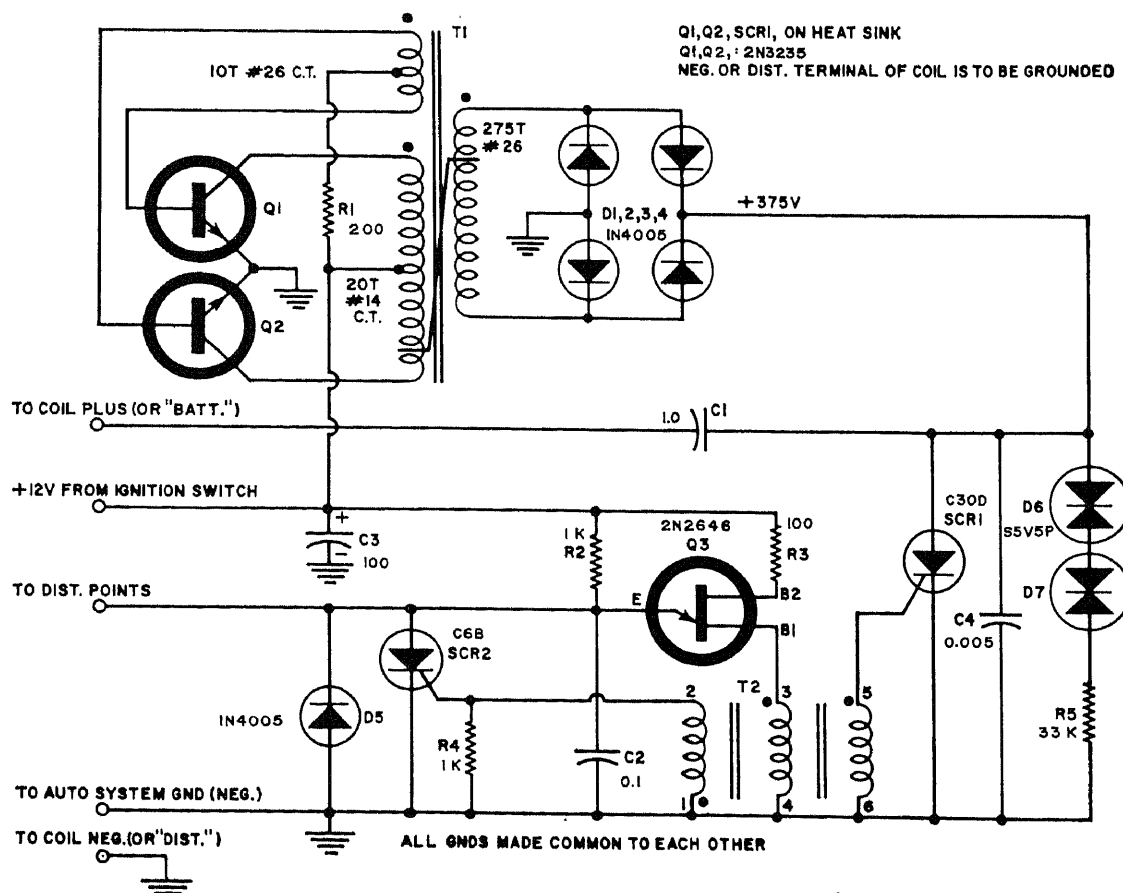 T1
Q1,Q2, SCR1, ON HEAT SINK
Q1,Q2,: 2N3235
NEG. OR DIST. TERMINAL OF COIL IS TO BE GROUNDED
10T #26 C.T.
275T
#26
Q1
R1
200
D1,2,3,4
1N4005
+375V
20T
#14
C.T.
Q2
TO COIL PLUS (OR "BATT.")
1.0
C1
+12V FROM IGNITION SWITCH
+
C3
-
100
1K
R2
2N2646
Q3
100
R3
C30D
SCR1
D6
S5V5P
D7
TO DIST. POINTS
E
B2
B1
C4
0.005
C6B
SCR2
1N4005
D5
R4
1K
C2
0.1
2
T2
3
5
R5
33K
1
4
6
TO AUTO SYSTEM GND (NEG.)
TO COIL NEG.(OR "DIST.")
ALL GNDS MADE COMMON TO EACH OTHER